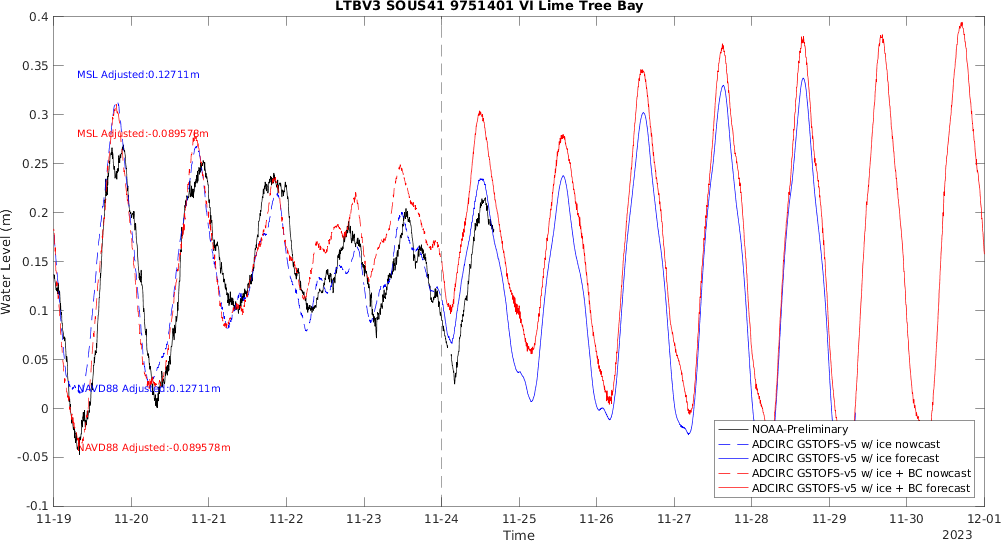 LTBV3 SOUS41 9751401 VI Lime Tree Bay
0.4
0.35
0.3
0.25
0.2
0.15
0.1
0.05
0
-0.05
-0.1
Water Level (m)
MSL Adjusted:0.12711m
MSL Adjusted:-0.089578m
NAVD88 Adjusted:0.12711m
NAVD88 Adjusted:-0.089578m
NOAA-Preliminary
ADCIRC GSTOFS-v5 w/ ice nowcast
ADCIRC GSTOFS-v5 w/ ice forecast
ADCIRC GSTOFS-v5 w/ ice + BC nowcast
ADCIRC GSTOFS-v5 w/ ice + BC forecast
11-19 11-20 11-21 11-22 11-23 11-24 11-25 11-26 11-27 11-28 11-29 11-30 12-01
Time
2023